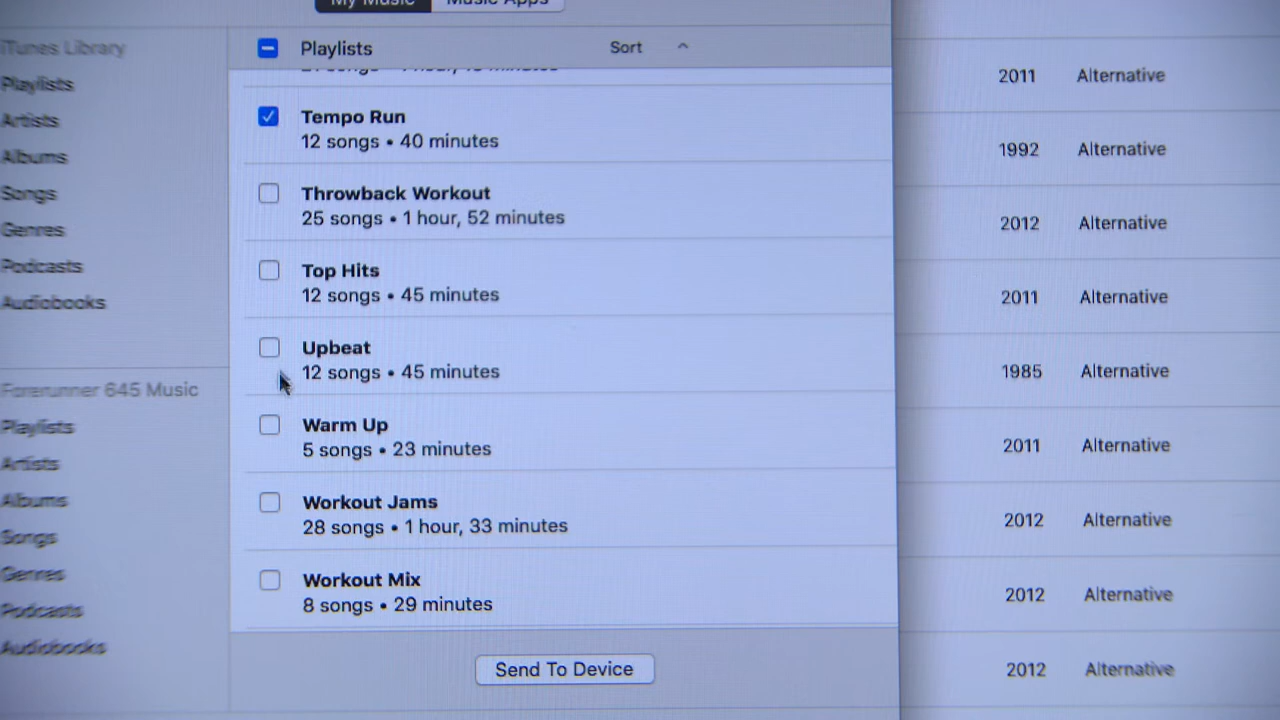 My Music Music Apps
iTunes Library
Playlists
Artists
Albums
Songs
Genres
Podcasts
Audiobooks
Forerunner 645 Music
Playlists
Artists
Albums
Songs
Genres
Podcasts
Audiobooks
Playlists Sort
Tempo Run
12 songs • 40 minutes
Throwback Workout
25 songs • 1 hour, 52 minutes
Top Hits
12 songs • 45 minutes
Upbeat
12 songs • 45 minutes
Warm Up
5 songs • 23 minutes
Workout Jams
28 songs • 1 hour, 33 minutes
Workout Mix
8 songs • 29 minutes
Send To Device
2011 Alternative
1992 Alternative
2012 Alternative
2011 Alternative
1985 Alternative
2011 Alternative
2012 Alternative
2012 Alternative
2012 Alternative